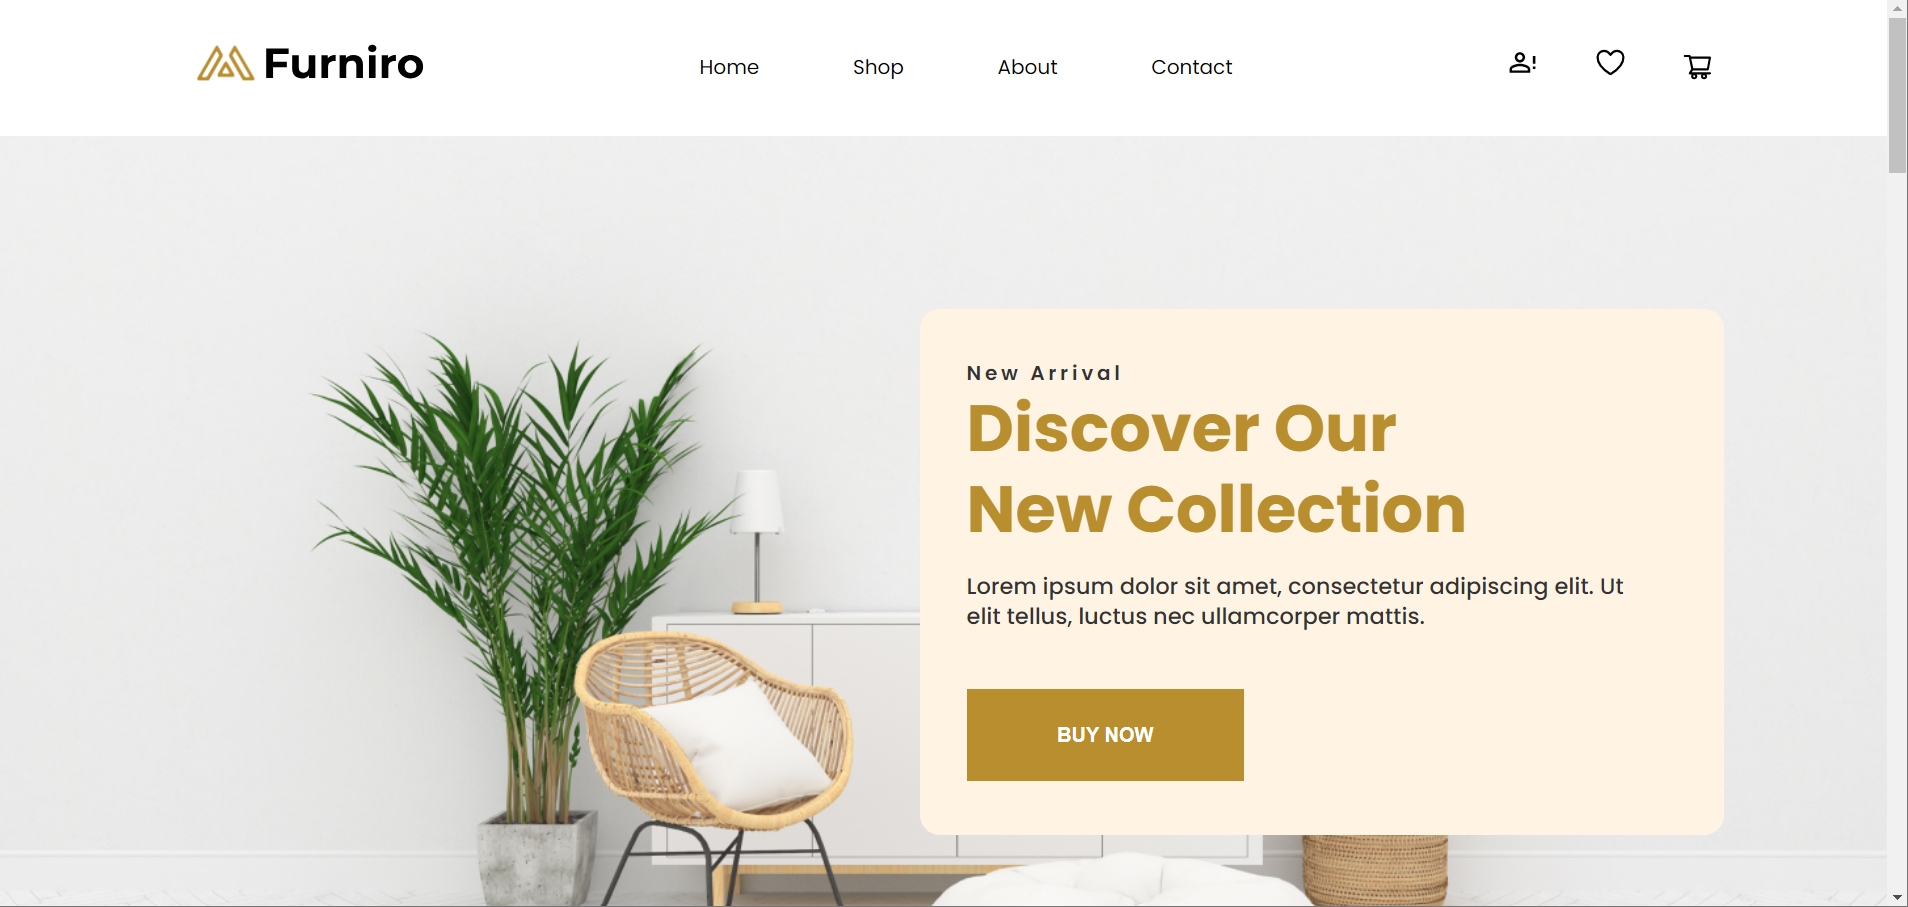 Furniro
Home Shop About Contact
New Arrival
Discover Our
New Collection
Lorem ipsum dolor sit amet, consectetur adipiscing elit. Ut
elit tellus, luctus nec ullamcorper mattis.
BUY NOW